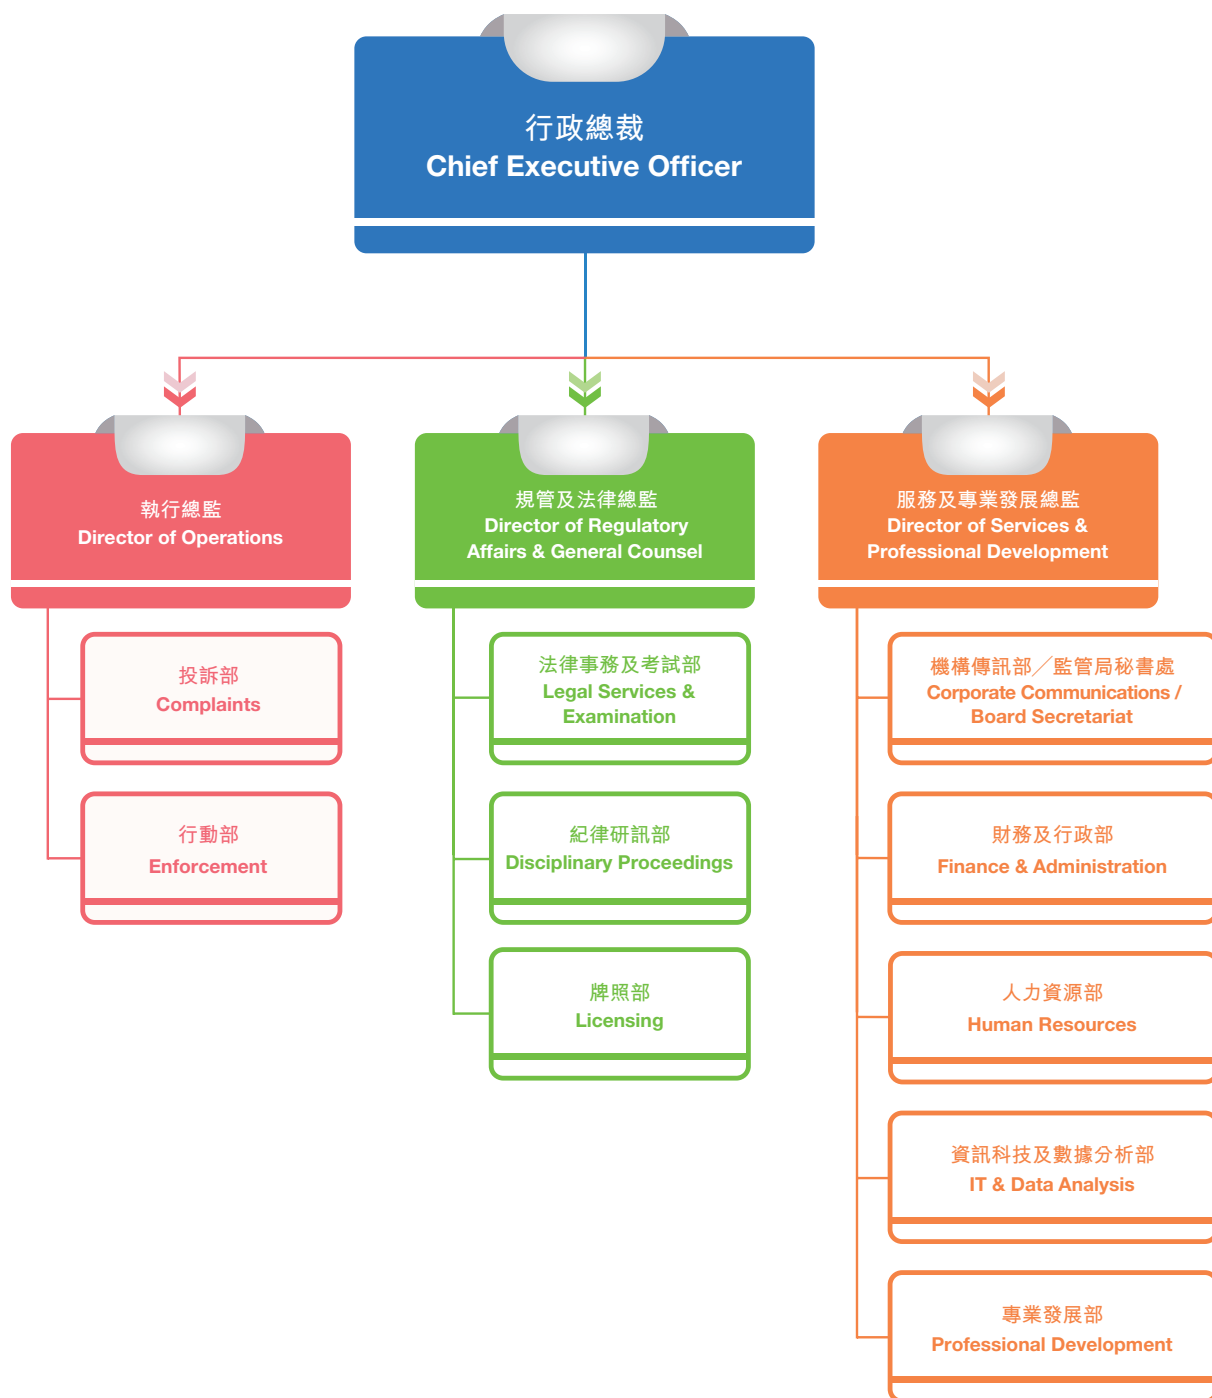 行政總裁
Chief Executive Officer
執行總監
Director of Operations
投訴部
Complaints
行動部
Enforcement
規管及法律總監
Director of Regulatory
Affairs & General Counsel
法律事務及考試部
Legal Services &
Examination
紀律研訊部
Disciplinary Proceedings
牌照部
Licensing
服務及專業發展總監
Director of Services &
Professional Development
機構傳訊部／監管局秘書處
Corporate Communications /
Board Secretariat
財務及行政部
Finance & Administration
人力資源部
Human Resources
資訊科技及數據分析部
IT & Data Analysis
專業發展部
Professional Development